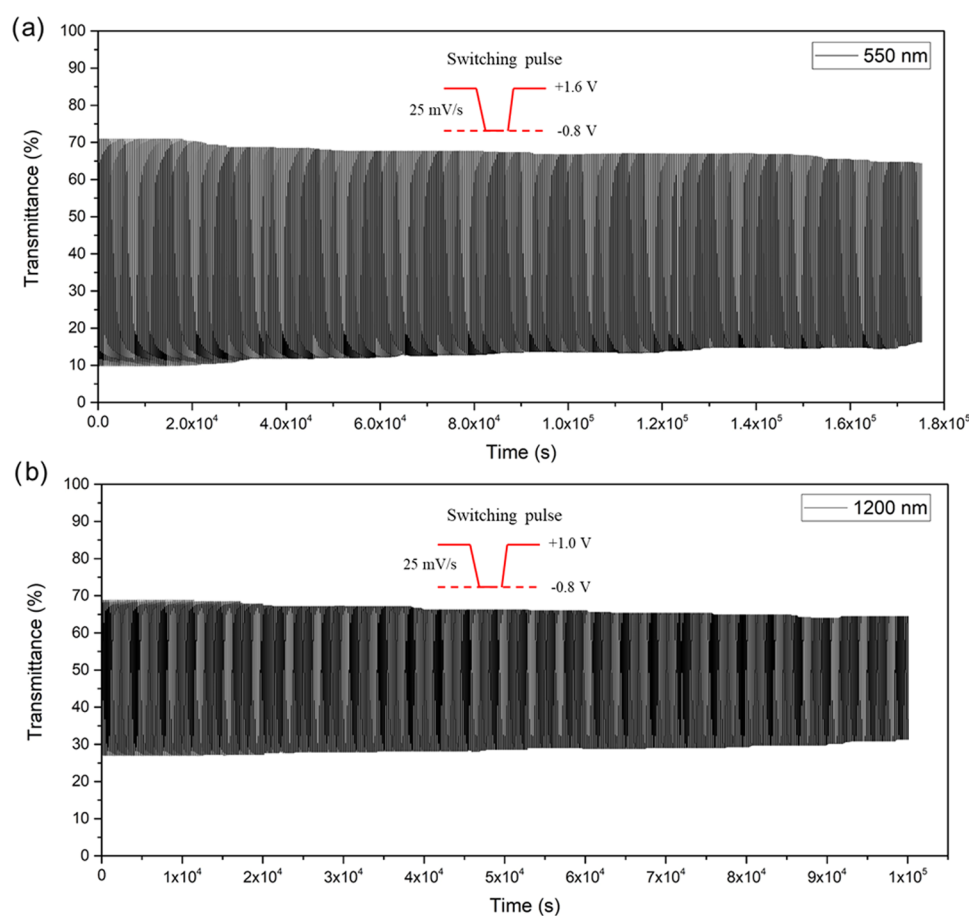 (a)
100
90
80
70
60
50
40
30
20
10
0
Transmittance (%)
Switching pulse
+1.6 V
25 mV/s
-0.8 V
550 nm
0.0 2.0x10⁴ 4.0x10⁴ 6.0x10⁴ 8.0x10⁴ 1.0x10⁵ 1.2x10⁵ 1.4x10⁵ 1.6x10⁵ 1.8x10⁵
Time (s)
(b)
100
90
80
70
60
50
40
30
20
10
0
Transmittance (%)
Switching pulse
+1.0 V
25 mV/s
-0.8 V
1200 nm
0 1x10⁴ 2x10⁴ 3x10⁴ 4x10⁴ 5x10⁴ 6x10⁴ 7x10⁴ 8x10⁴ 9x10⁴ 1x10⁵
Time (s)